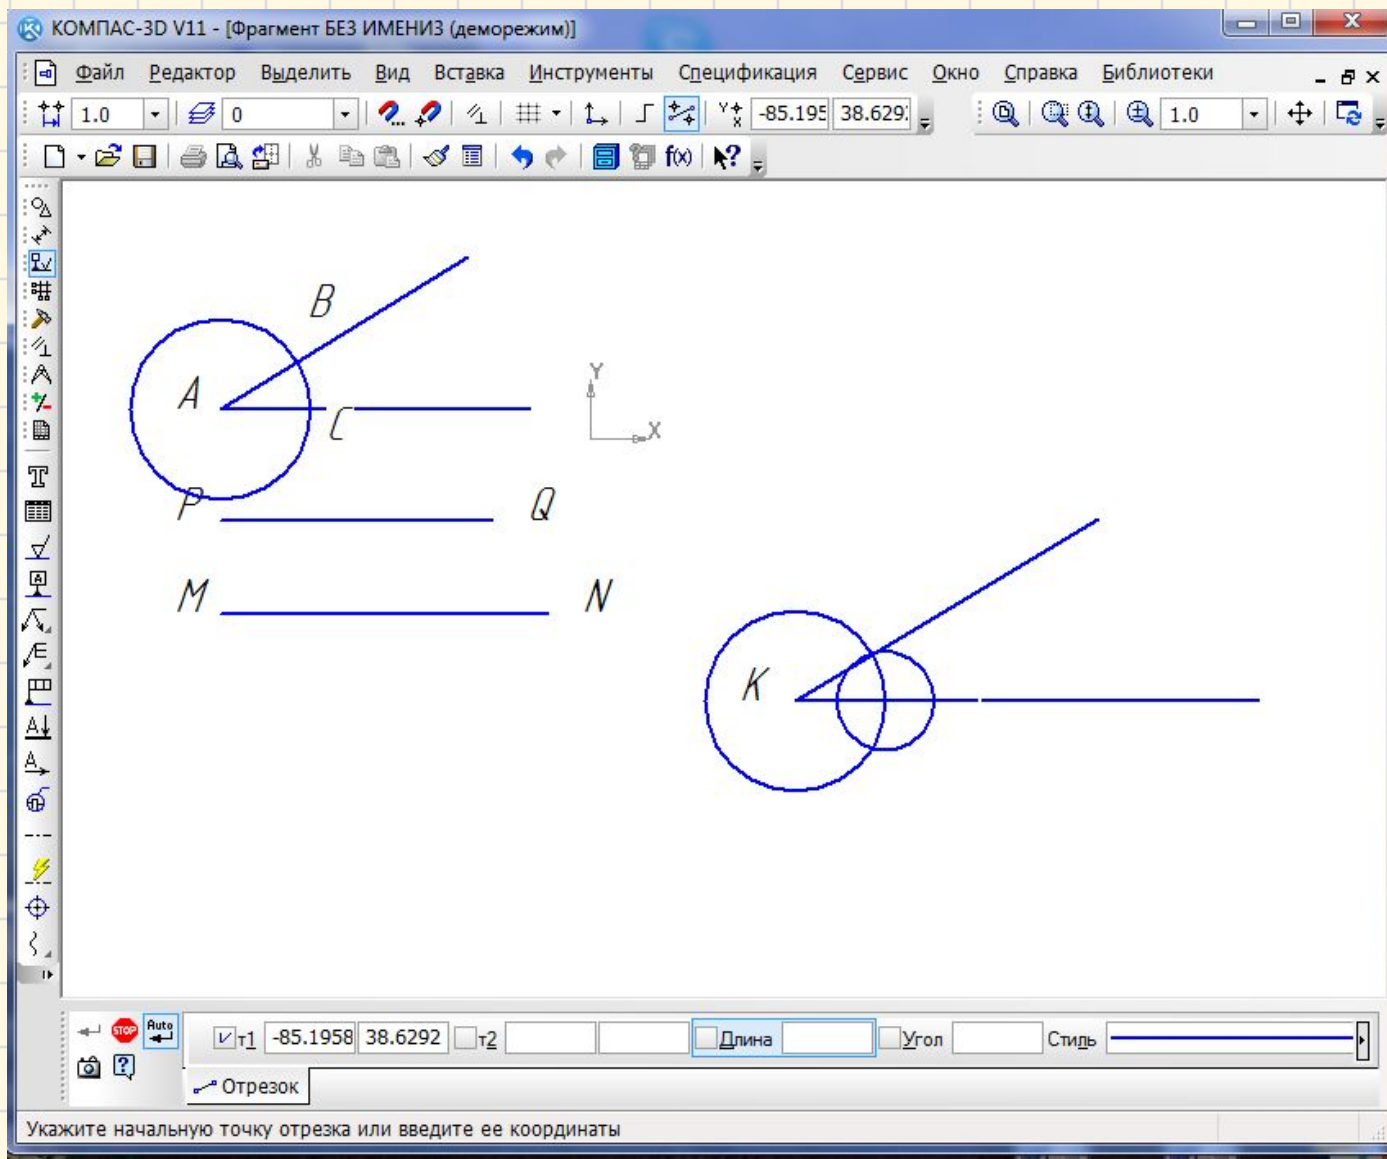 КОМПАС-3D V11 - [Фрагмент БЕЗ ИМЕНИ3 (деморежим)]
Файл Редактор Выделить Вид Вставка Инструменты Спецификация Сервис Окно Справка Библиотеки
1.0 0 -85.195 38.629 1.0
f(x)
B
A
Y
C
X
P Q
M N
K
Auto
т1 -85.1958 38.6292 т2 Длина Угол Стиль
STOP
Отрезок
Укажите начальную точку отрезка или введите ее координаты